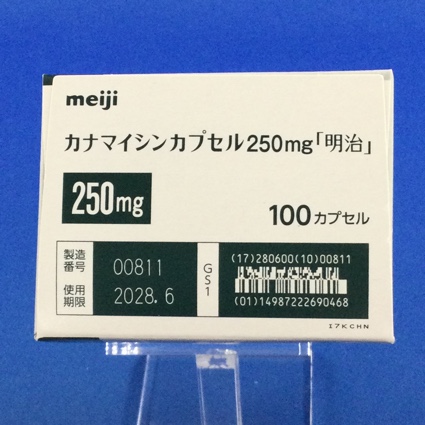 meiji
カナマイシンカプセル250mg「明治」
250mg
100カプセル
製造
番号
00811
使用
期限
2028.6
GS1
(17)280600(10)00811
(01)14987222690468
I7KCHN